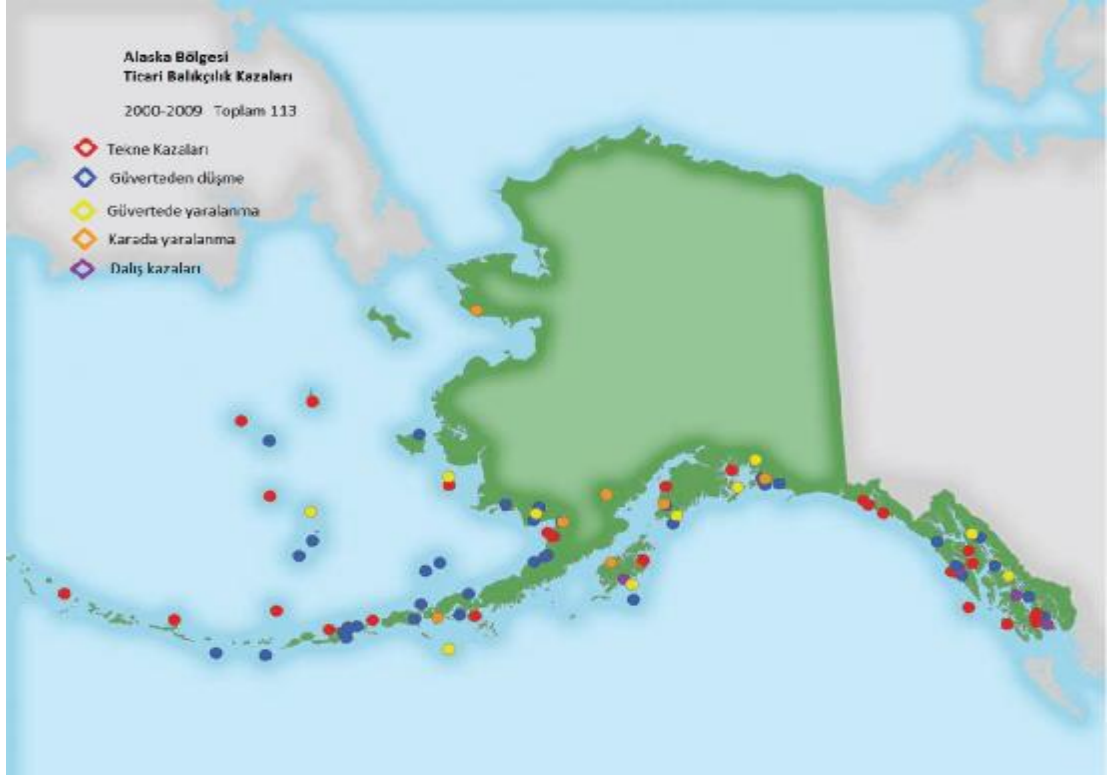 Alaska Bölgesi
Ticari Balıkçılık Kazaları
2000-2009 Toplam 113
Tekne Kazaları
Güverteden düşme
Güvertede yaralanma
Karada yaralanma
Dalış kazaları